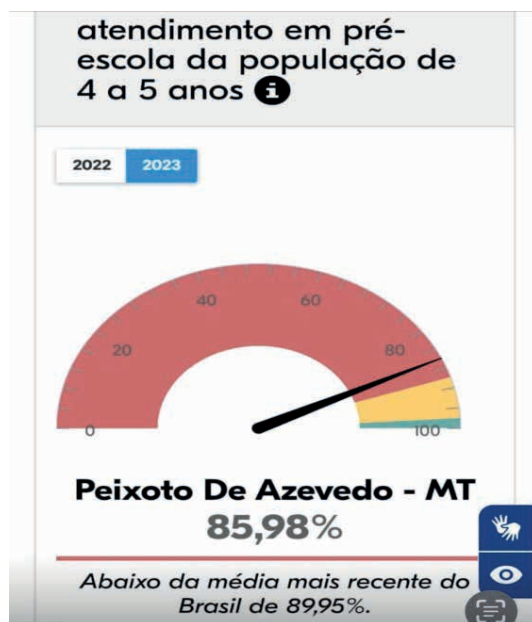 atendimento em pré-
escola da população de
4 a 5 anos i
2022 2023
0 20 40 60 80 100
Peixoto De Azevedo - MT
85,98%
Abaixo da média mais recente do
Brasil de 89,95%.